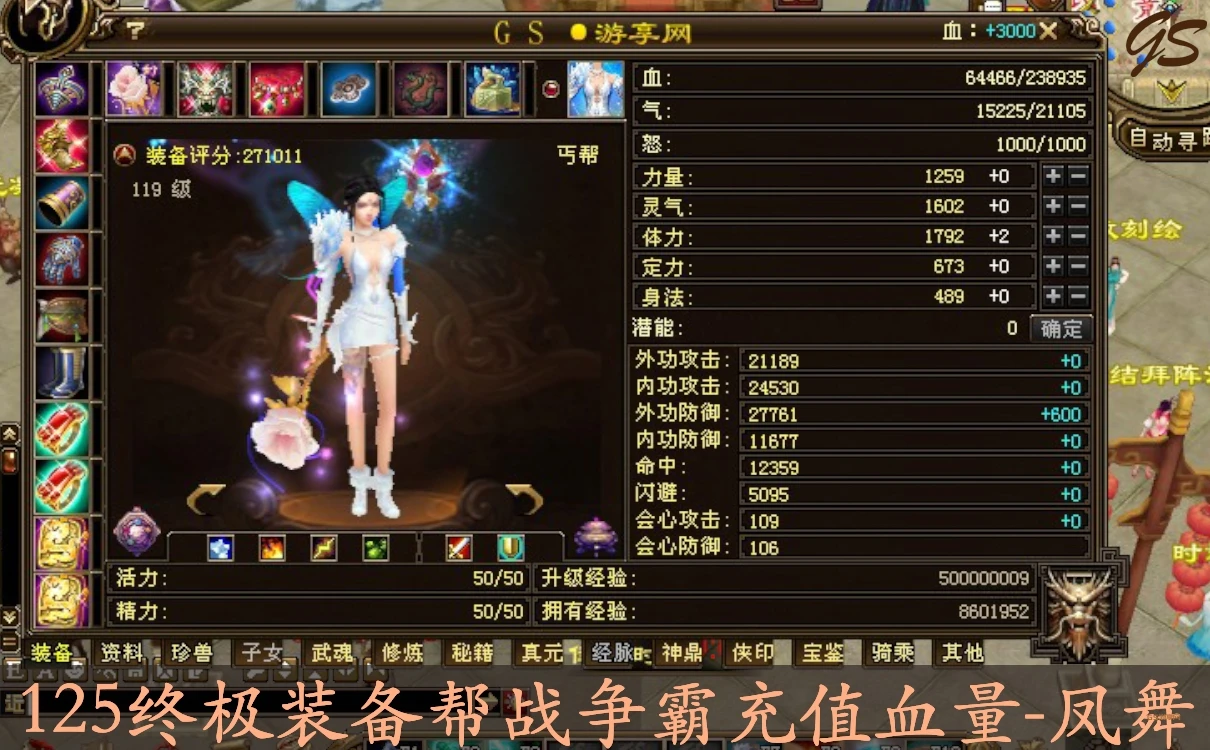 ?
G S ●游享网
血：+3000
GS
自动寻路
装备评分:271011
丐帮
119 级
血: 64466/238935
气: 15225/21105
怒: 1000/1000
力量: 1259 +0
灵气: 1602 +0
体力: 1792 +2
定力: 673 +0
身法: 489 +0
潜能: 0 确定
外功攻击: 21189 +0
内功攻击: 24530 +0
外功防御: 27761 +600
内功防御: 11677 +0
命中: 12359 +0
闪避: 5095 +0
会心攻击: 109 +0
会心防御: 106
刻绘
结拜阵
时
活力: 50/50 升级经验: 500000009
精力: 50/50 拥有经验: 8601952
装备 资料 珍兽 子女 武魂 修炼 秘籍 真元 经脉 神鼎 侠印 宝鉴 骑乘 其他
近
125终极装备帮战争霸充值血量-凤舞